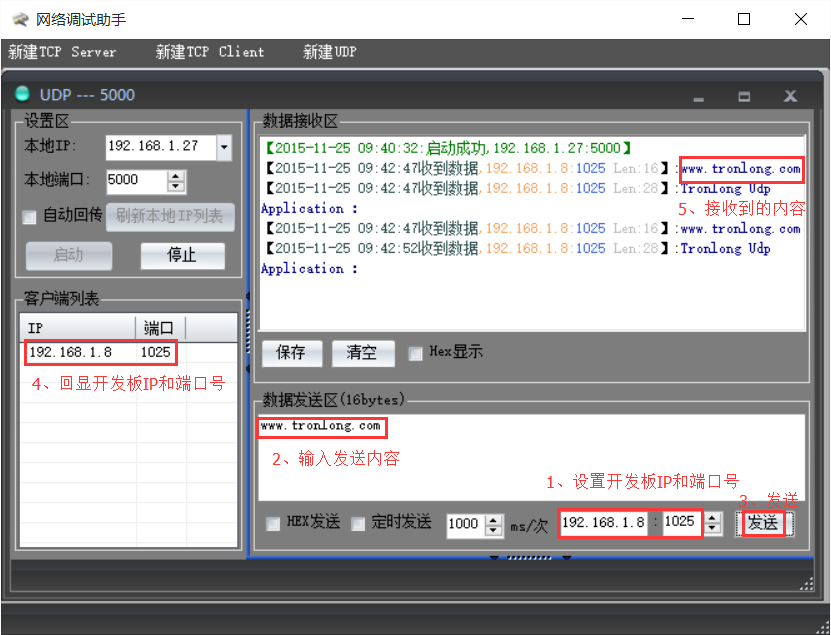 网络调试助手
新建TCP Server 新建TCP Client 新建UDP
UDP --- 5000
设置区
本地IP: 192.168.1.27
本地端口: 5000
自动回传 刷新本地IP列表
启动 停止
客户端列表
IP 端口
192.168.1.8 1025
4、回显开发板IP和端口号
数据接收区
【2015-11-25 09:40:32:启动成功,192.168.1.27:5000】
【2015-11-25 09:42:47收到数据,192.168.1.8:1025 Len:16】:www.tronlong.com
【2015-11-25 09:42:47收到数据,192.168.1.8:1025 Len:28】:TronLong Udp
5、接收到的内容
Application :
【2015-11-25 09:42:47收到数据,192.168.1.8:1025 Len:16】:www.tronlong.com
【2015-11-25 09:42:52收到数据,192.168.1.8:1025 Len:28】:Tronlong Udp
Application :
保存 清空 Hex显示
数据发送区(16bytes)
www.tronlong.com
2、输入发送内容
1、设置开发板IP和端口号
3、发送
HEX发送 定时发送 1000 ms/次 192.168.1.8 : 1025 发送